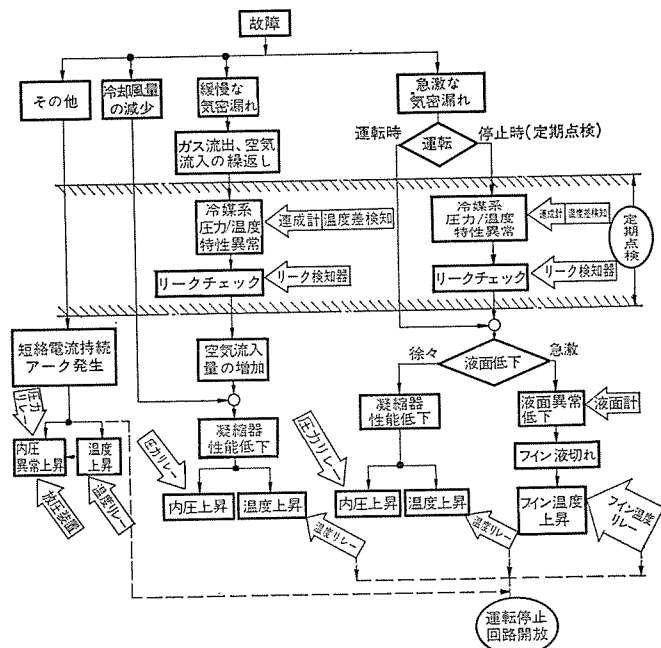 故障
その他
冷却風量
の減少
緩慢な
気密漏れ
急激な
気密漏れ
ガス流出、空気
流入の繰返し
運転時
運転
停止時(定期点検)
冷媒系
圧力/温度
特性異常
連成計
温度差検知
冷媒系
圧力/温度
特性異常
連成計
温度差検知
定期点検
リークチェック
リーク検知器
リークチェック
リーク検知器
短絡電流持続
アーク発生
空気流入
量の増加
徐々
液面低下
急激
圧力リレー
内圧
異常上昇
温度
上昇
放圧装置
温度リレー
凝縮器
性能低下
圧力リレー
内圧上昇
温度上昇
温度リレー
凝縮器
性能低下
圧力リレー
内圧上昇
温度上昇
温度リレー
液面異常
低下
液面計
フイン液切れ
フイン温度
上昇
フイン温度
リレー
運転停止
回路開放